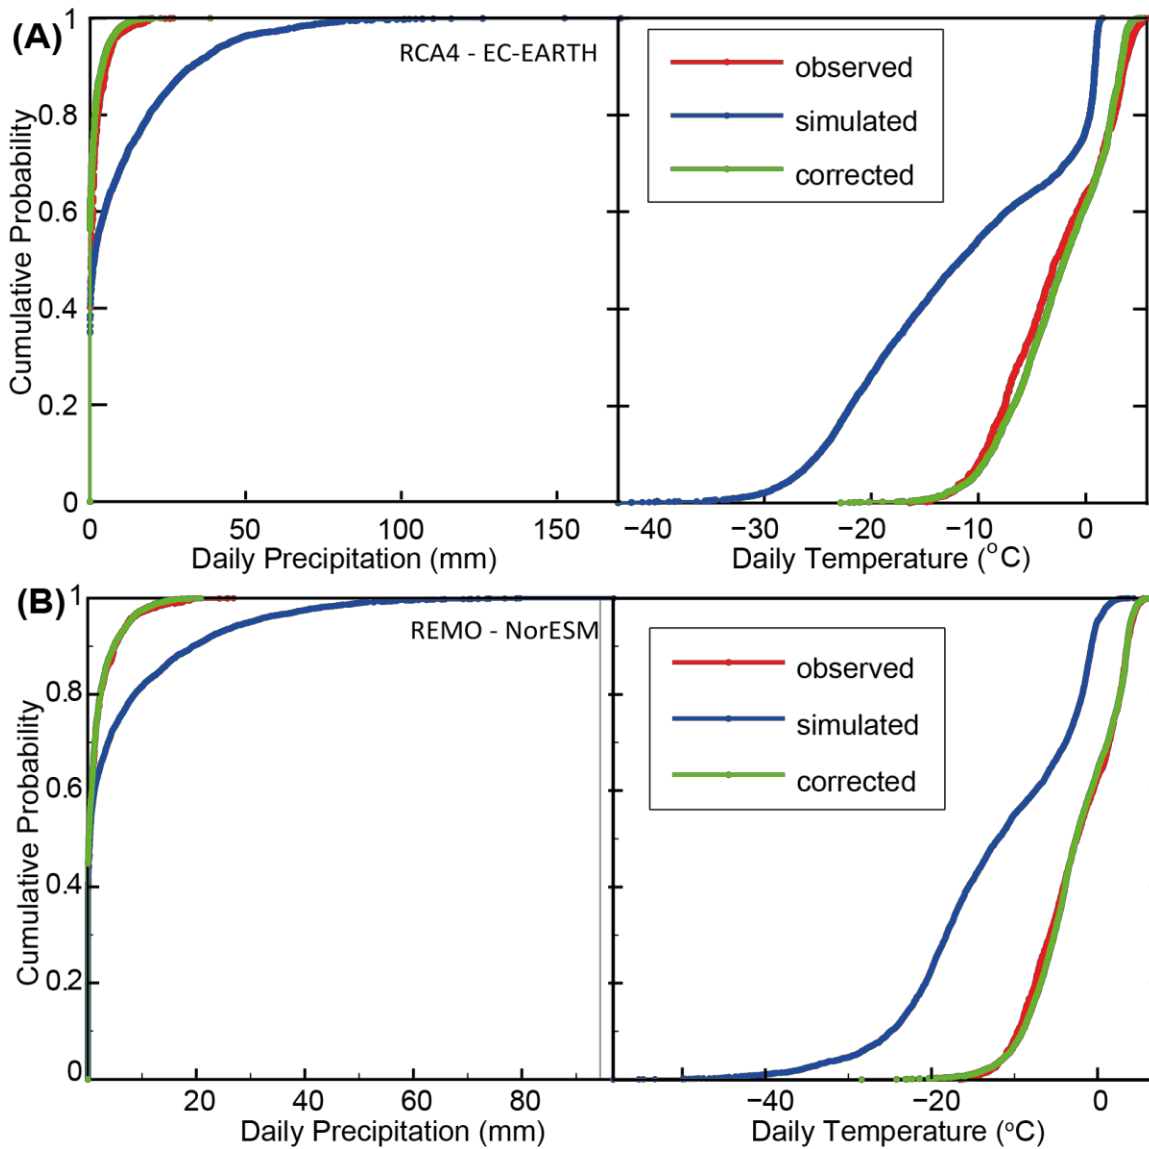 (A)
RCA4 - EC-EARTH
observed
simulated
corrected
Cumulative Probability
1
0.8
0.6
0.4
0.2
0
0 50 100 150
−40 −30 −20 −10 0
Daily Precipitation (mm)
Daily Temperature (°C)
(B)
REMO - NorESM
observed
simulated
corrected
Cumulative Probability
1
0.8
0.6
0.4
0.2
0
20 40 60 80
−40 −20 0
Daily Precipitation (mm)
Daily Temperature (°C)